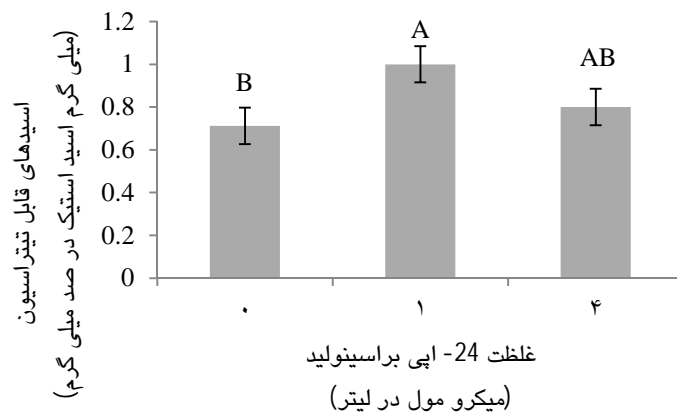 اسیدهای قابل تیتراسیون
(میلی گرم اسید استیک در صد میلی گرم)
1.2
1
0.8
0.6
0.4
0.2
0
B
A
AB
۰
۱
۴
غلظت 24- اپی براسینولید
(میکرو مول در لیتر)